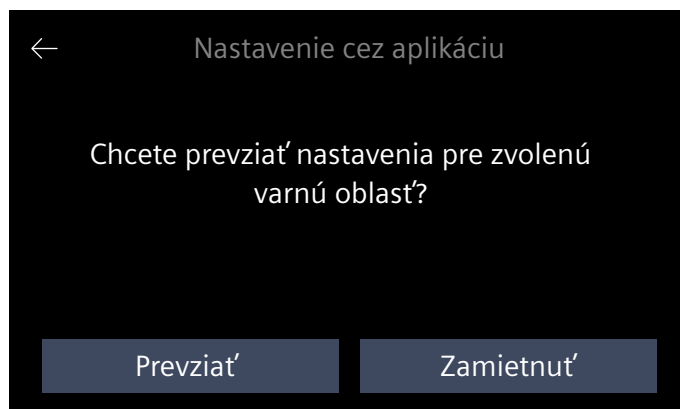 Nastavenie cez aplikáciu
Chcete prevziať nastavenia pre zvolenú
varnú oblasť?
Prevziať
Zamietnuť